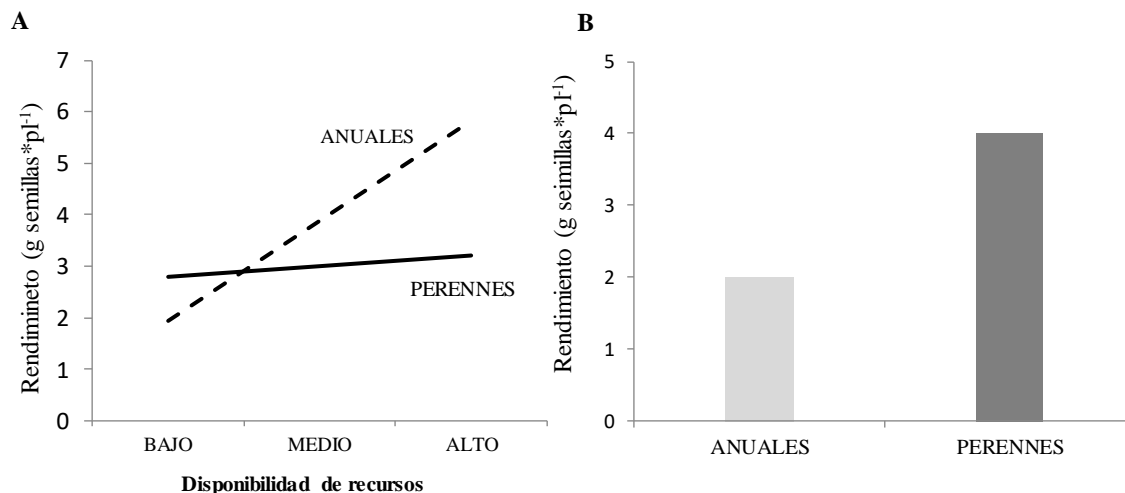 A
Rendimineto (g semillas*pl-1)
7
6
5
4
3
2
1
0
ANUALES
PERENNES
BAJO
MEDIO
ALTO
Disponibilidad de recursos
B
Rendimiento (g seimillas*pl-1)
5
4
3
2
1
0
ANUALES
PERENNES